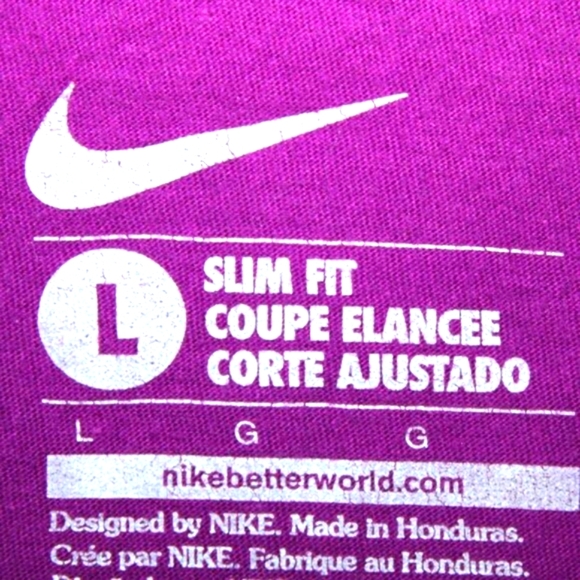 L
SLIM FIT
COUPE ELANCEE
CORTE AJUSTADO
L G G
nikebetterworld.com
Designed by NIKE. Made in Honduras.
Crée par NIKE. Fabrique au Honduras.